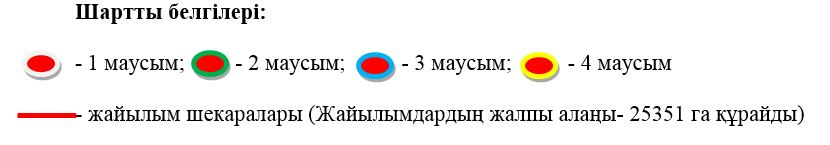 Шартты белгілері:
- 1 маусым; - 2 маусым; - 3 маусым; - 4 маусым
- жайылым шекаралары (Жайылымдардың жалпы алаңы- 25351 га құрайды)